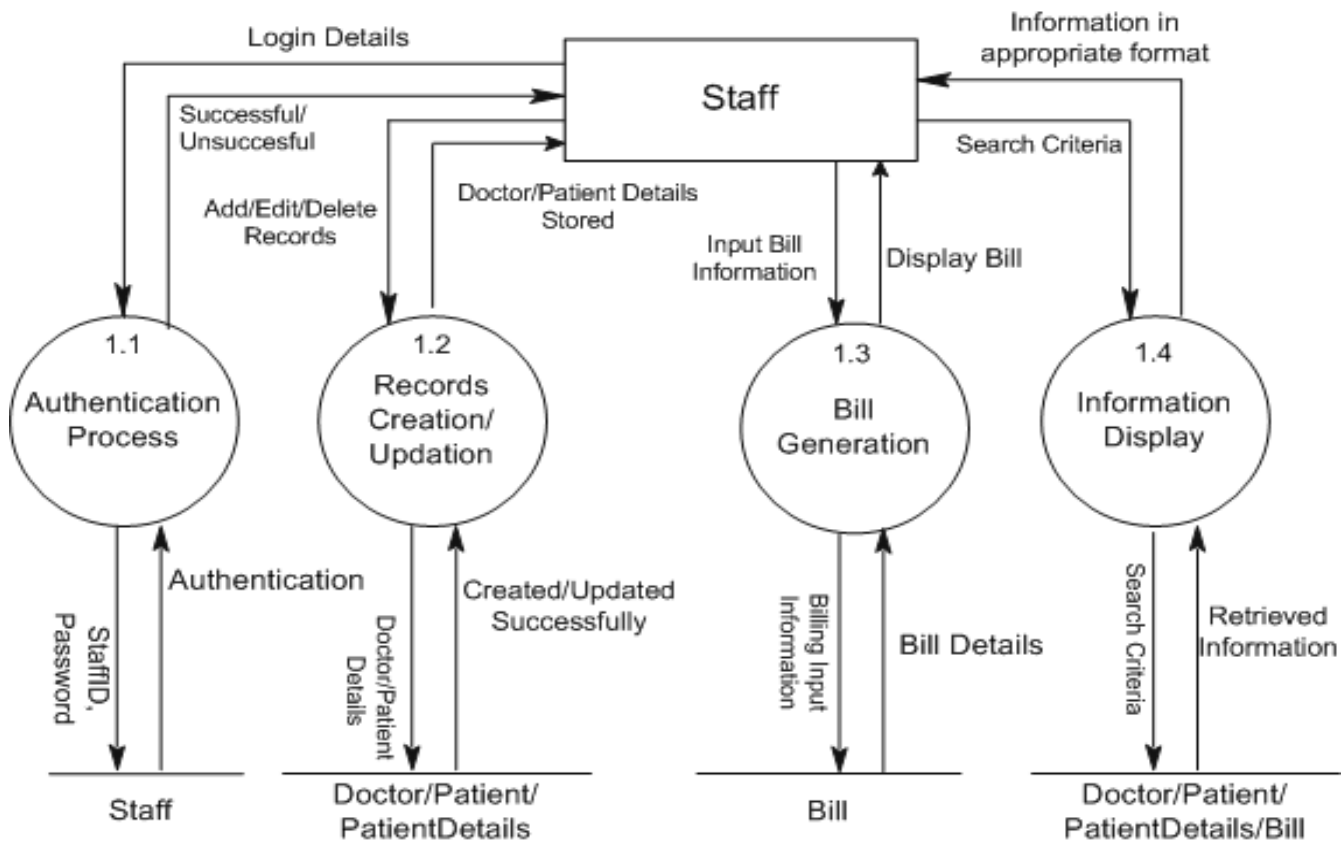 Login Details
Information in
appropriate format
Staff
Successful/
Unsuccesful
Search Criteria
Add/Edit/Delete
Records
Doctor/Patient Details
Stored
Input Bill
Information
Display Bill
1.1
Authentication
Process
1.2
Records
Creation/
Updation
1.3
Bill
Generation
1.4
Information
Display
StaffID,
Password
Authentication
Doctor/Patient
Details
Created/Updated
Successfully
Billing Input
Information
Bill Details
Search Criteria
Retrieved
Information
Staff
Doctor/Patient/
PatientDetails
Bill
Doctor/Patient/
PatientDetails/Bill